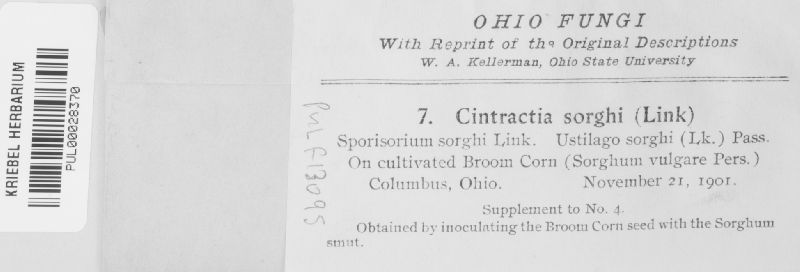 KRIEBEL HERBARIUM
PUL00028370
PUL F13095
OHIO FUNGI
With Reprint of the Original Descriptions
W. A. Kellerman, Ohio State University
7. Cintractia sorghi (Link)
Sporisorium sorghi Link. Ustilago sorghi (Lk.) Pass.
On cultivated Broom Corn (Sorghum vulgare Pers.)
Columbus, Ohio. November 21, 1901.
Supplement to No. 4.
Obtained by inoculating the Broom Corn seed with the Sorghum
smut.